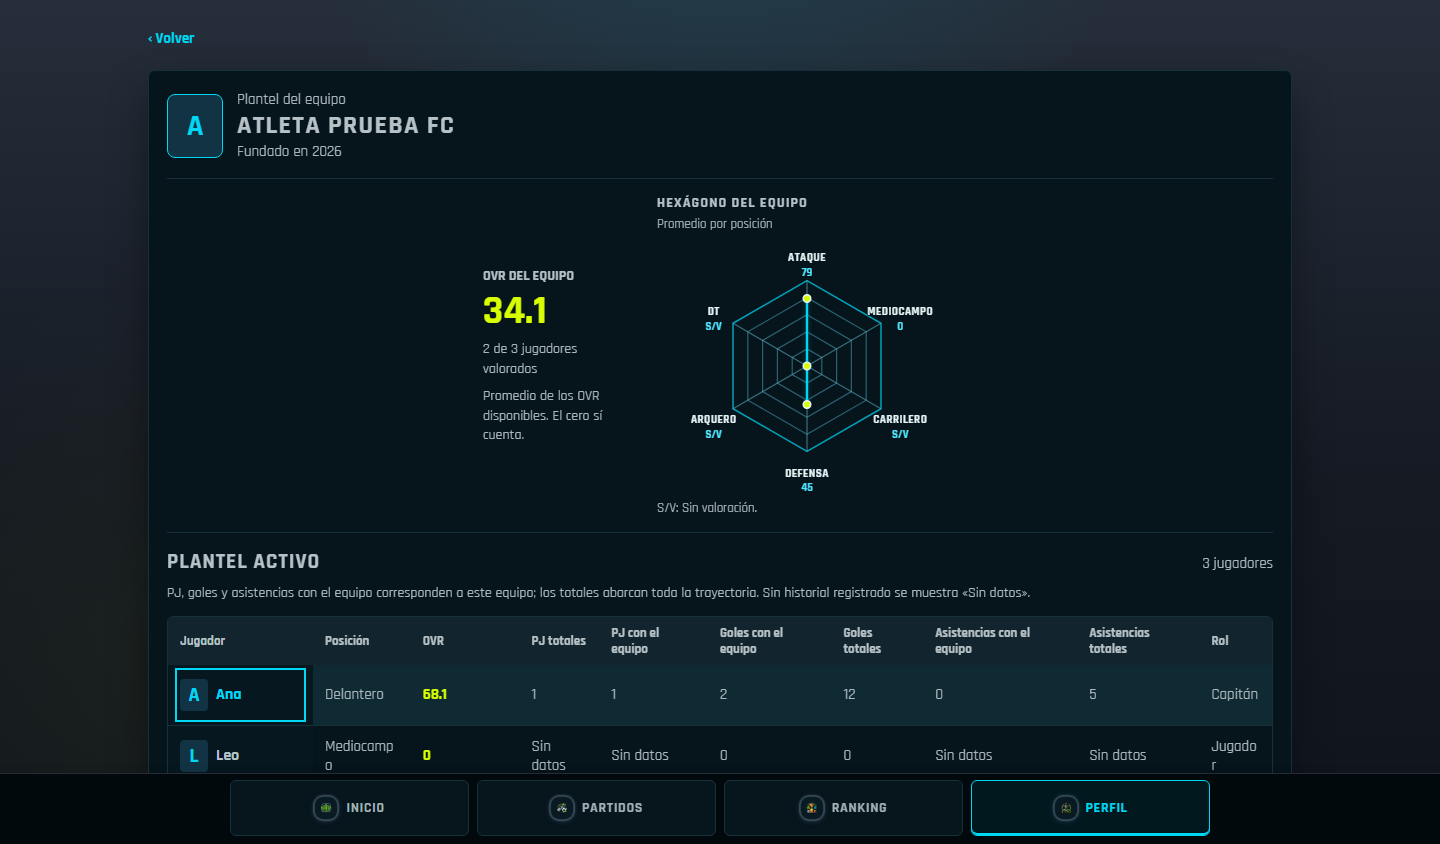 ‹ Volver
A
Plantel del equipo
ATLETA PRUEBA FC
Fundado en 2026
HEXÁGONO DEL EQUIPO
Promedio por posición
OVR DEL EQUIPO
34.1
2 de 3 jugadores
valorados
Promedio de los OVR
disponibles. El cero sí
cuenta.
ATAQUE
79
DT
S/V
MEDIOCAMPO
0
ARQUERO
S/V
CARRILERO
S/V
DEFENSA
45
S/V: Sin valoración.
PLANTEL ACTIVO
3 jugadores
PJ, goles y asistencias con el equipo corresponden a este equipo; los totales abarcan toda la trayectoria. Sin historial registrado se muestra «Sin datos».
Jugador Posición OVR PJ totales PJ con el equipo Goles con el equipo Goles totales Asistencias con el equipo Asistencias totales Rol
A Ana Delantero 68.1 1 1 2 12 0 5 Capitán
L Leo Mediocampo 0 Sin datos Sin datos 0 0 Sin datos Sin datos Jugador
INICIO
PARTIDOS
RANKING
PERFIL